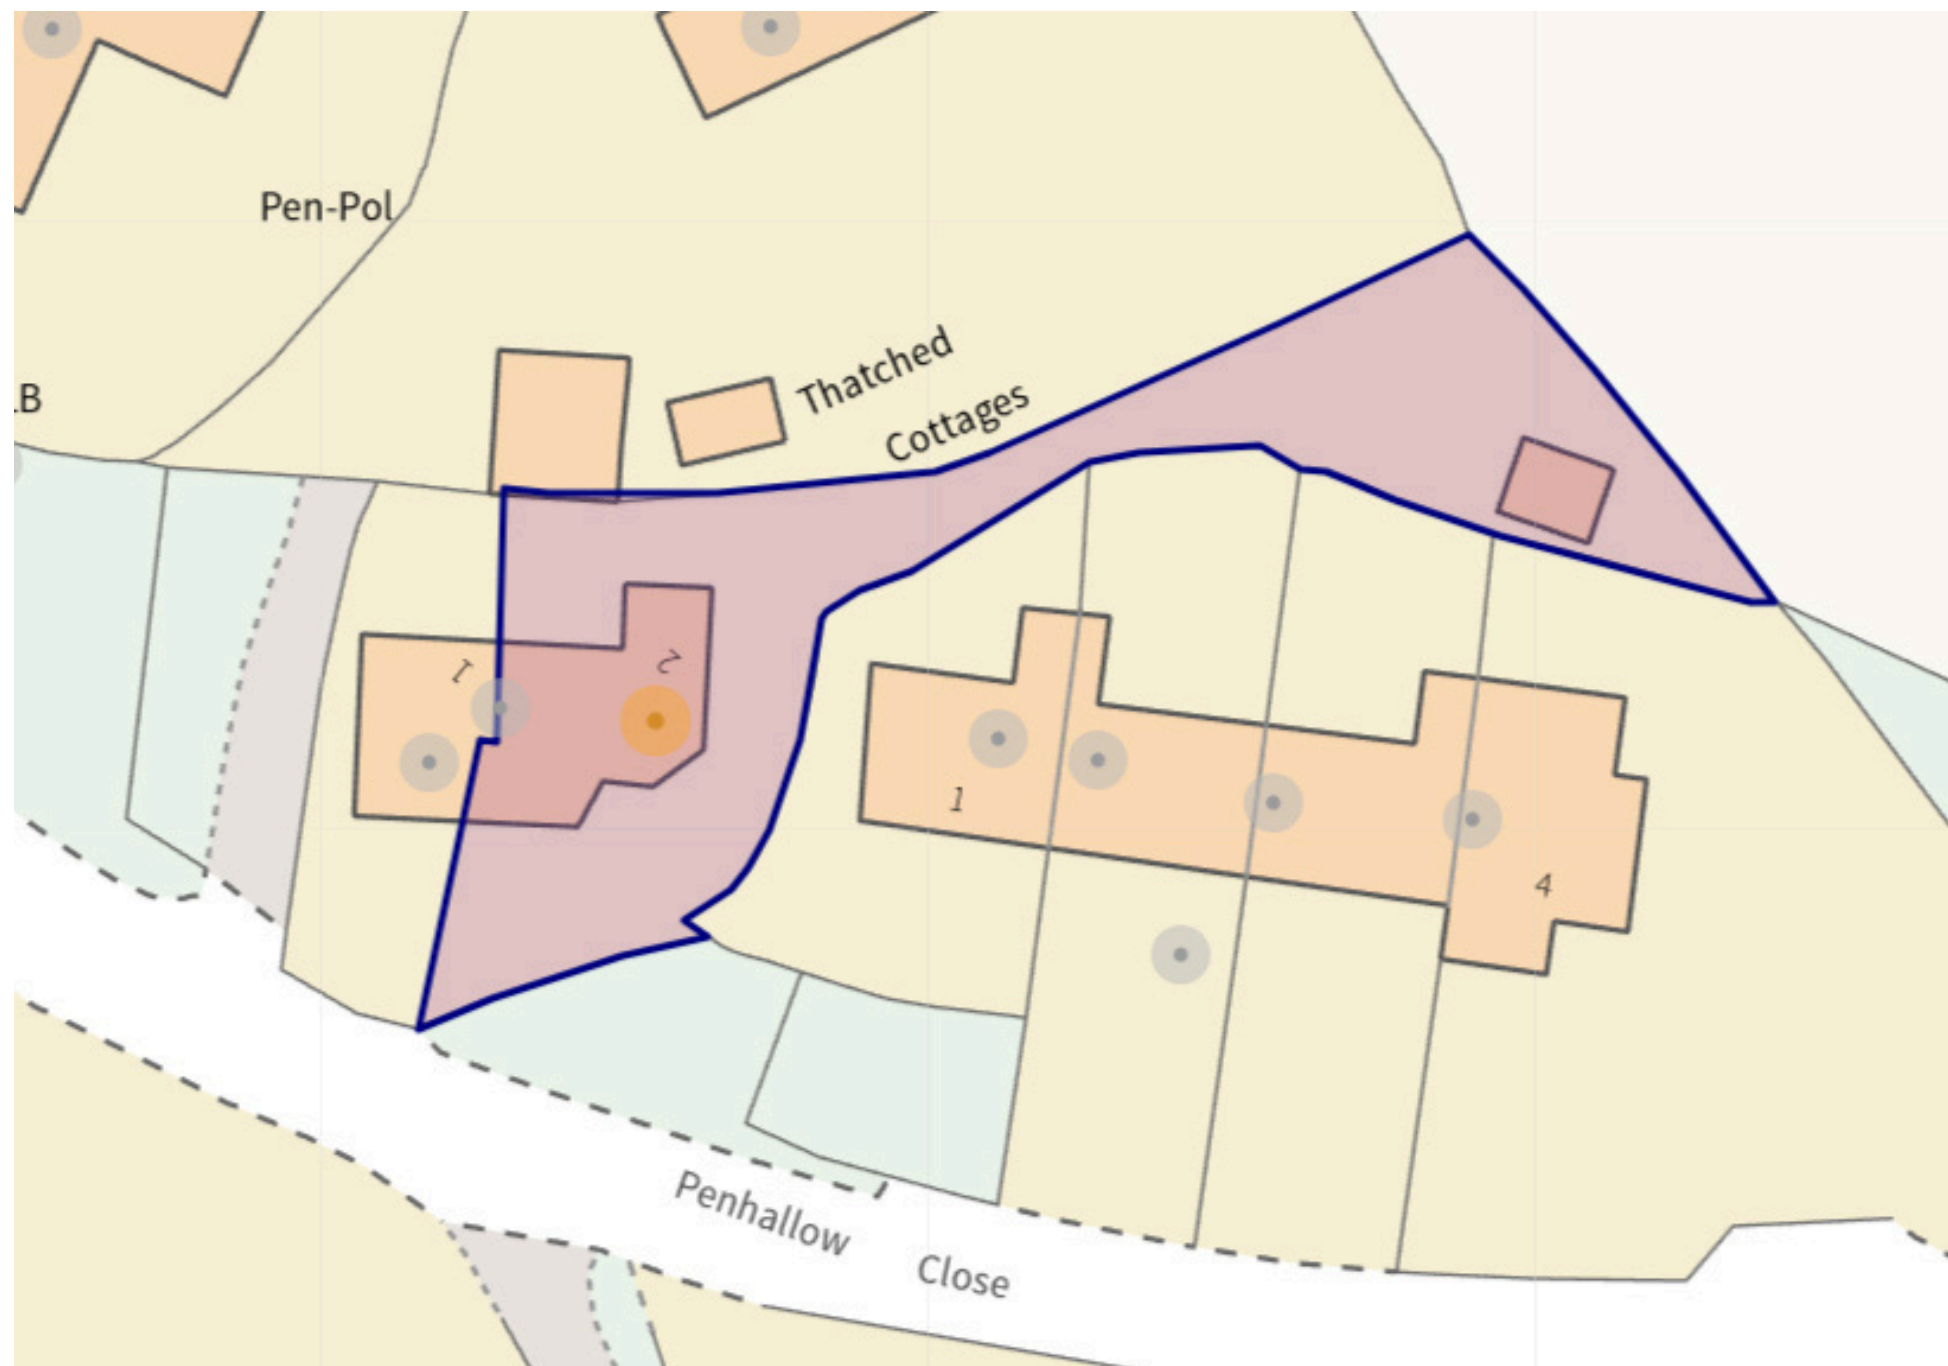 Pen-Pol
Thatched
Cottages
.B
1
2
1
4
Penhallow
Close